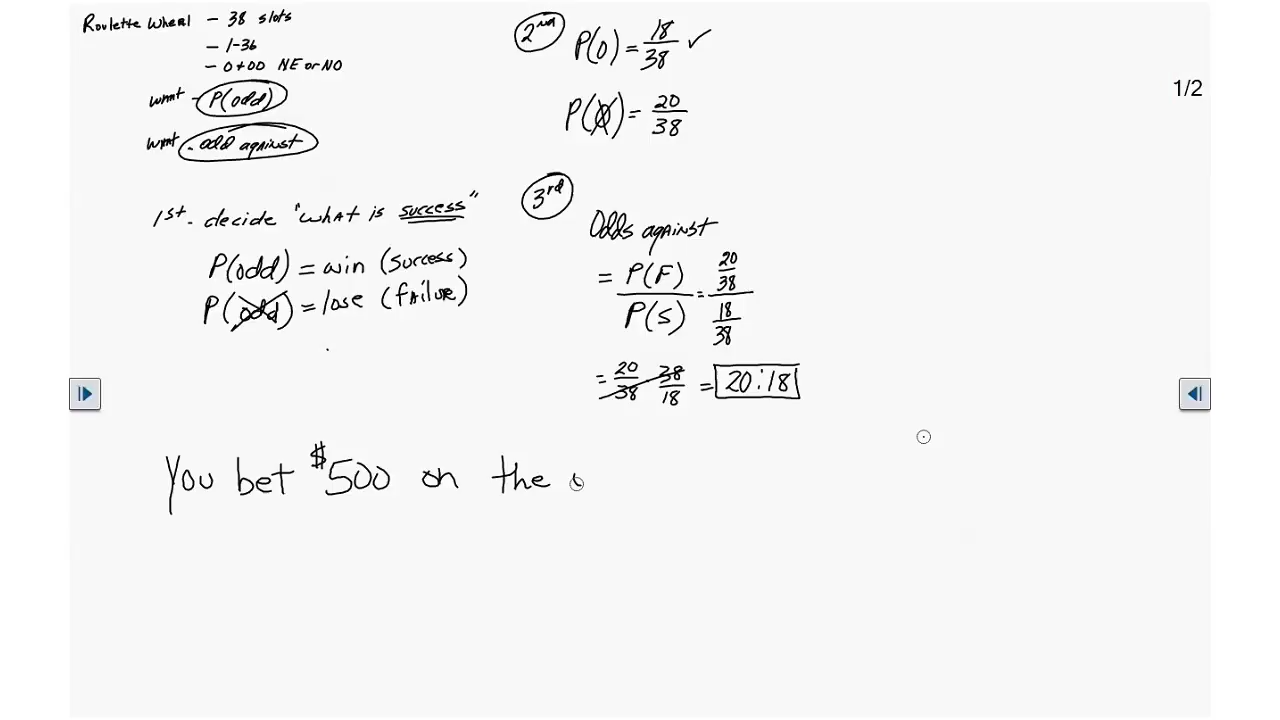 Roulette Wheel - 38 slots
- 1-36
- 0+00 NE or NO
want - P(odd)
want - odd against
1st - decide "what is success"
P(odd) = win (success)
P(odd) = lose (failure)
2nd P(O) = 18/38 ✓
P(O) = 20/38
3rd
Odds against
= P(F)/P(S) = 20/38 / 18/38
= 20/38 38/18 = 20:18
You bet $500 on the
1/2